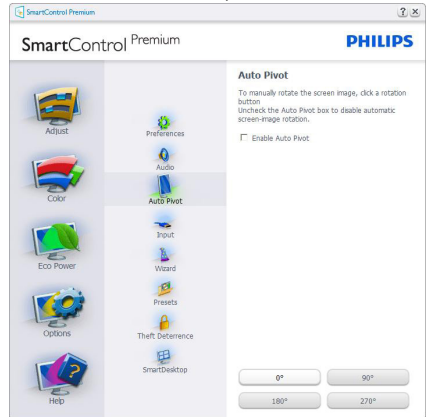 SmartControl Premium
? ×
SmartControl Premium
PHILIPS
Adjust
Color
Eco Power
Options
Help
Preferences
Audio
Auto Pivot
Input
Wizard
Presets
Theft Deterrence
SmartDesktop
Auto Pivot
To manually rotate the screen image, click a rotation
button
Uncheck the Auto Pivot box to disable automatic
screen-image rotation.
Enable Auto Pivot
0°
90°
180°
270°